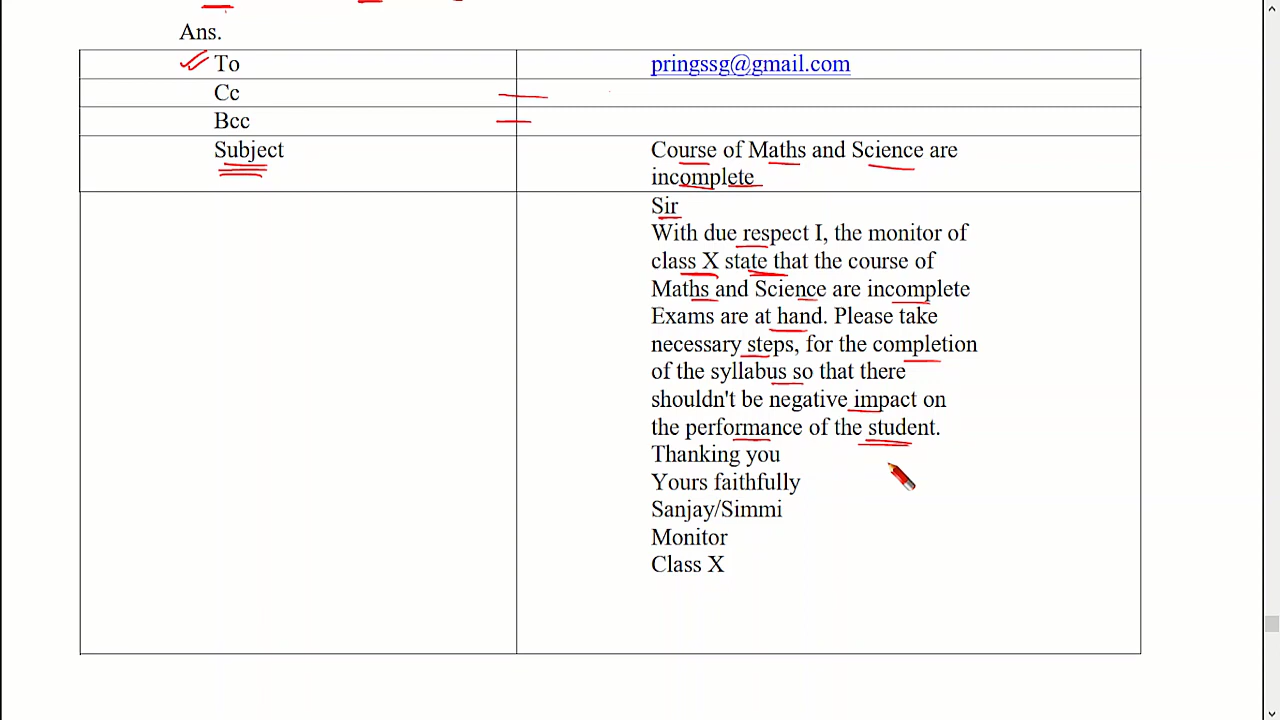 Ans.
To pringssg@gmail.com
Cc
Bcc
Subject Course of Maths and Science are
incomplete
Sir
With due respect I, the monitor of
class X state that the course of
Maths and Science are incomplete
Exams are at hand. Please take
necessary steps, for the completion
of the syllabus so that there
shouldn't be negative impact on
the performance of the student.
Thanking you
Yours faithfully
Sanjay/Simmi
Monitor
Class X